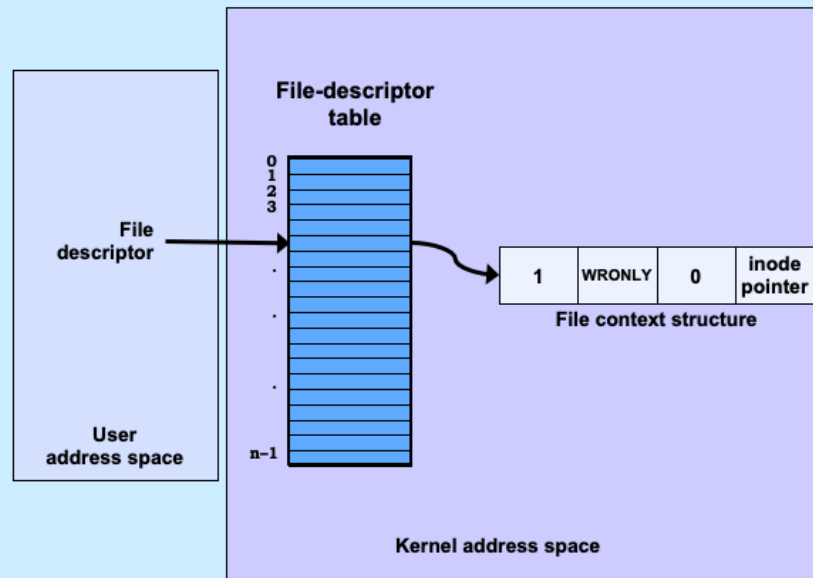 File-descriptor
table
0
1
2
3
.
.
.
n-1
File
descriptor
User
address space
1
WRONLY
0
inode
pointer
File context structure
Kernel address space